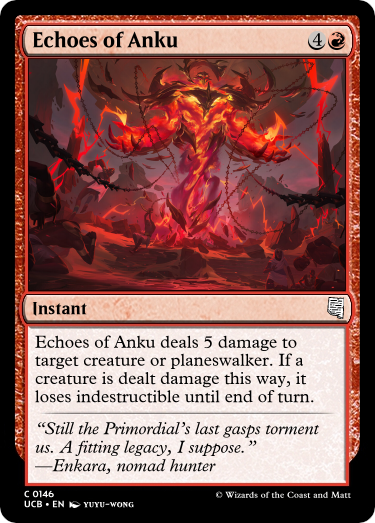 Echoes of Anku 4
Instant
Echoes of Anku deals 5 damage to
target creature or planeswalker. If a
creature is dealt damage this way, it
loses indestructible until end of turn.
“Still the Primordial’s last gasps torment
us. A fitting legacy, I suppose.”
—Enkara, nomad hunter
C 0146
UCB • EN YUYU-WONG © Wizards of the Coast and Matt